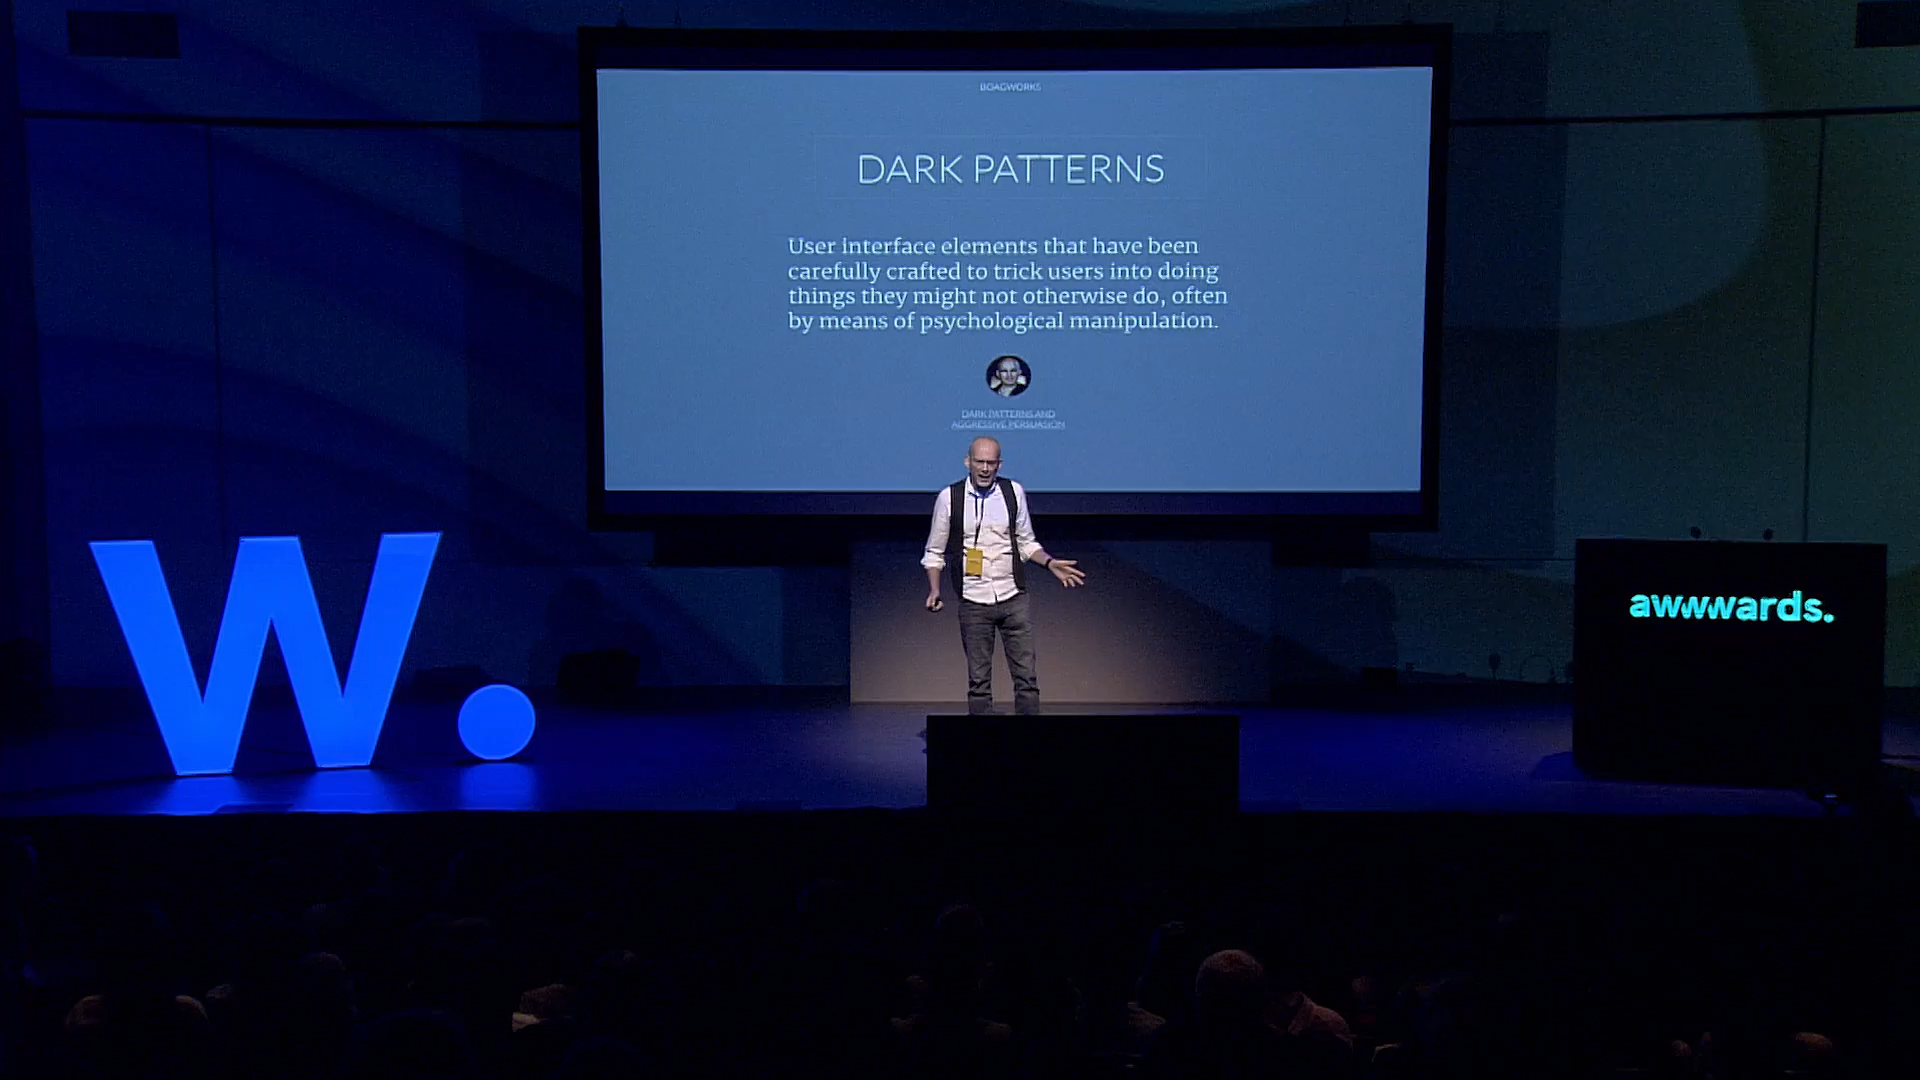 BOAGWORKS
DARK PATTERNS
User interface elements that have been
carefully crafted to trick users into doing
things they might not otherwise do, often
by means of psychological manipulation.
DARK PATTERNS AND
AGGRESSIVE PERSUASION
W.
awwwards.